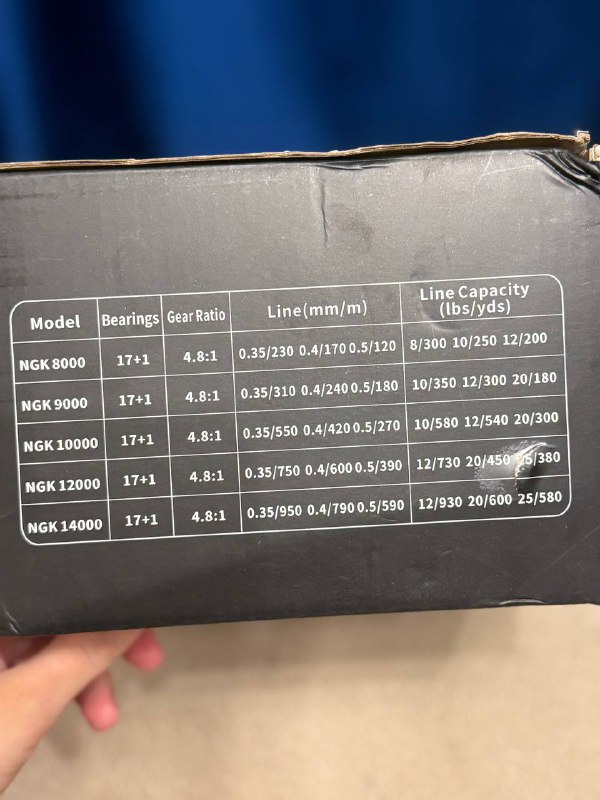 Model Bearings Gear Ratio Line(mm/m) Line Capacity (lbs/yds)
NGK 8000 17+1 4.8:1 0.35/230 0.4/170 0.5/120 8/300 10/250 12/200
NGK 9000 17+1 4.8:1 0.35/310 0.4/240 0.5/180 10/350 12/300 20/180
NGK 10000 17+1 4.8:1 0.35/550 0.4/420 0.5/270 10/580 12/540 20/300
NGK 12000 17+1 4.8:1 0.35/750 0.4/600 0.5/390 12/730 20/450
NGK 14000 17+1 4.8:1 0.35/950 0.4/790 0.5/590 12/930 20/600 25/580